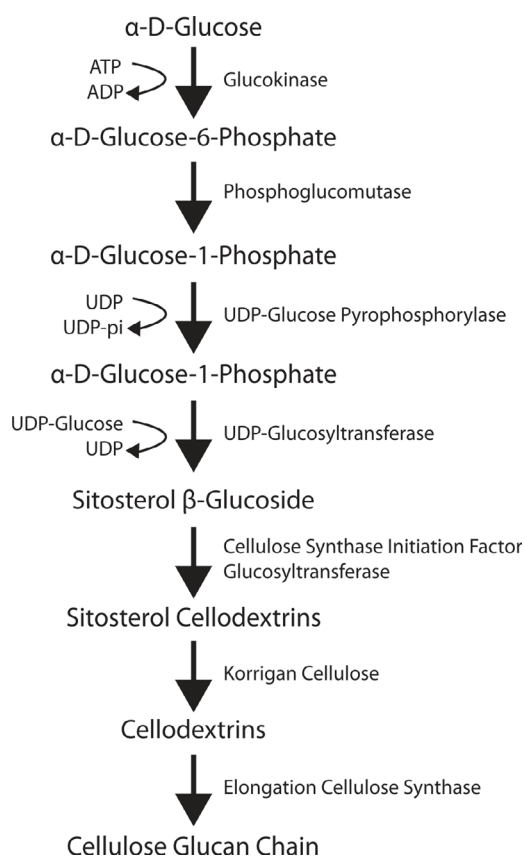 α-D-Glucose
ATP
ADP
Glucokinase
α-D-Glucose-6-Phosphate
Phosphoglucomutase
α-D-Glucose-1-Phosphate
UDP
UDP-pi
UDP-Glucose Pyrophosphorylase
α-D-Glucose-1-Phosphate
UDP-Glucose
UDP
UDP-Glucosyltransferase
Sitosterol β-Glucoside
Cellulose Synthase Initiation Factor
Glucosyltransferase
Sitosterol Cellodextrins
Korrigan Cellulose
Cellodextrins
Elongation Cellulose Synthase
Cellulose Glucan Chain